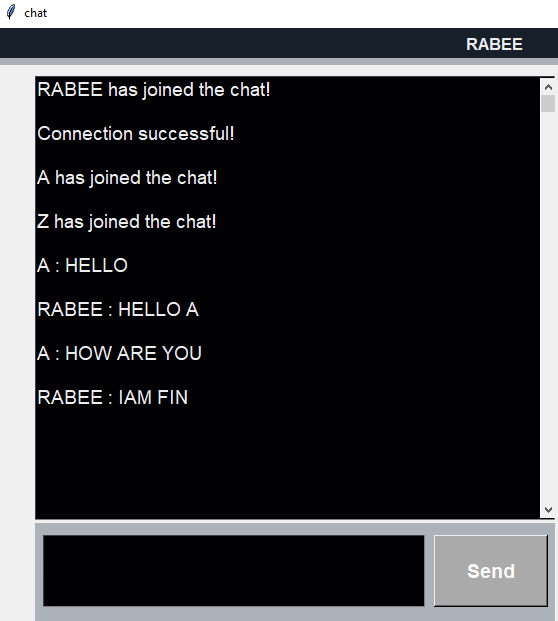 chat
RABEE
RABEE has joined the chat!
Connection successful!
A has joined the chat!
Z has joined the chat!
A : HELLO
RABEE : HELLO A
A : HOW ARE YOU
RABEE : IAM FIN
Send